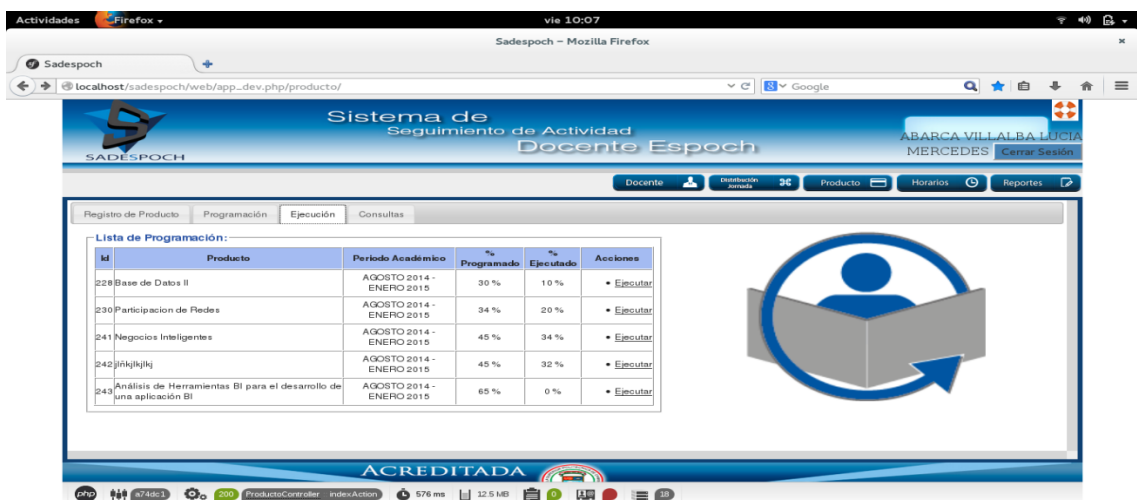 Actividades Firefox vie 10:07
Sadespoch - Mozilla Firefox
Sadespoch
localhost/sadespoch/web/app_dev.php/producto/ Google
Sistema de
Seguimiento de Actividad
Docente Espoch
SADESPOCH
ABARCA VILLALBA LUCIA
MERCEDES Cerrar Sesión
Docente Distribución Jornada Producto Horarios Reportes
Registro de Producto Programación Ejecución Consultas
Lista de Programación:
Id Producto Periodo Académico % Programado % Ejecutado Acciones
228 Base de Datos II AGOSTO 2014 - ENERO 2015 30 % 10 % • Ejecutar
230 Participacion de Redes AGOSTO 2014 - ENERO 2015 34 % 20 % • Ejecutar
241 Negocios Inteligentes AGOSTO 2014 - ENERO 2015 45 % 34 % • Ejecutar
242 jlñkjlkjlkj AGOSTO 2014 - ENERO 2015 45 % 32 % • Ejecutar
243 Análisis de Herramientas BI para el desarrollo de una aplicación BI AGOSTO 2014 - ENERO 2015 65 % 0 % • Ejecutar
ACREDITADA
php a74dc1 200 ProductoController indexAction 576 ms 12.5 MB 0 18